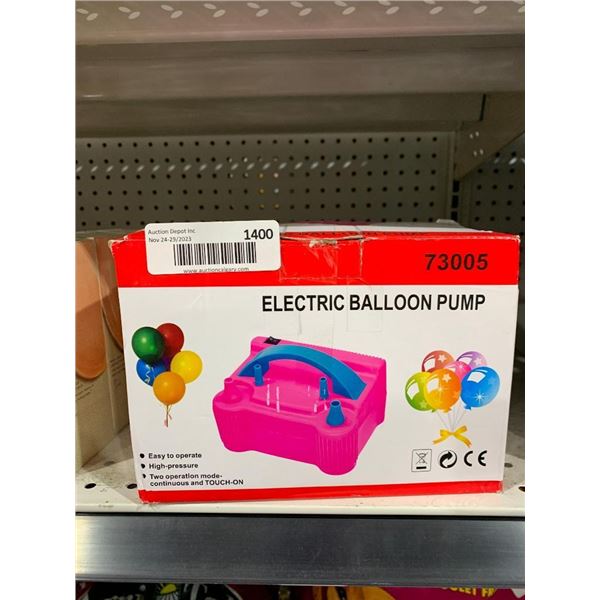 Auction Depot Inc
Nov 24-29/2023
1400
www.auctioncalgary.com
73005
ELECTRIC BALLOON PUMP
Easy to operate
High-pressure
Two operation mode-
continuous and TOUCH-ON
CE